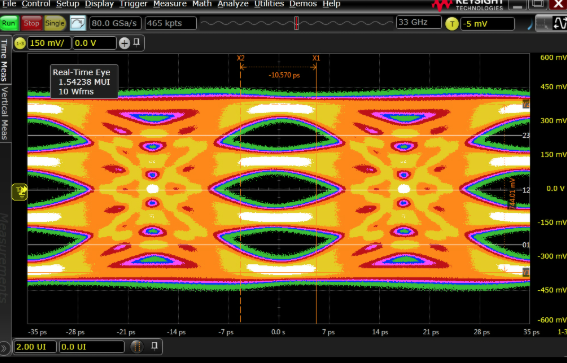 File Control Setup Display Trigger Measure Math Analyze Utilities Demos Help
KEYSIGHT
TECHNOLOGIES
Run Stop Single 80.0 GSa/s 465 kpts 33 GHz T -5 mV
150 mV/ 0.0 V
Time Meas
Vertical Meas
Measurements
Real-Time Eye
1.54238 MUI
10 Wfms
X2 X1
-10.570 ps
600 mV
450 mV
300 mV
150 mV
0.0 V
-150 mV
-300 mV
-450 mV
-600 mV
23
12
01
-35 ps -28 ps -21 ps -14 ps -7 ps 0.0 s 7 ps 14 ps 21 ps 28 ps 35 ps
2.00 UI 0.0 UI